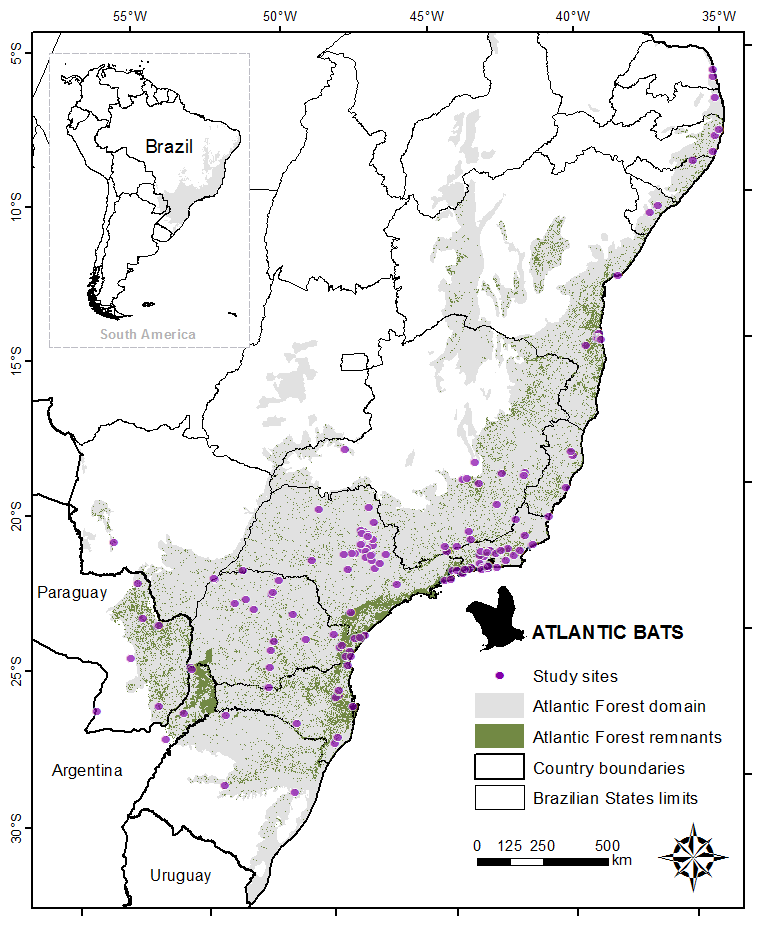 55°W 50°W 45°W 40°W 35°W
5°S
Brazil
10°S
South America
15°S
20°S
Paraguay
ATLANTIC BATS
25°S
Study sites
Atlantic Forest domain
Atlantic Forest remnants
Argentina
Country boundaries
Brazilian States limits
30°S
0 125 250 500
km
Uruguay